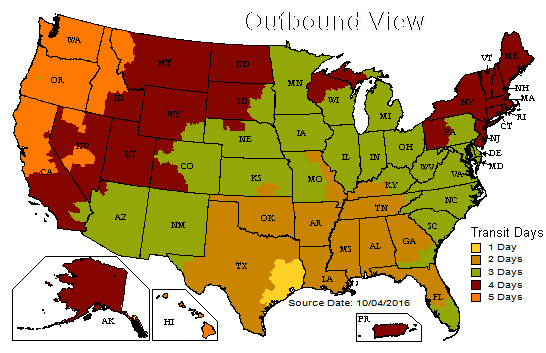 Outbound View
WA
MT
ND
MN
VT
ME
OR
ID
SD
WI
MI
NY
NH
MA
RI
CT
WY
NE
IA
PA
NJ
NV
UT
CO
IL
IN
OH
DE
MD
CA
KS
MO
WV
VA
KY
AZ
NM
OK
AR
TN
NC
SC
MS
AL
GA
TX
LA
FL
Transit Days
1 Day
2 Days
3 Days
4 Days
5 Days
Source Date: 10/04/2016
AK
HI
PR